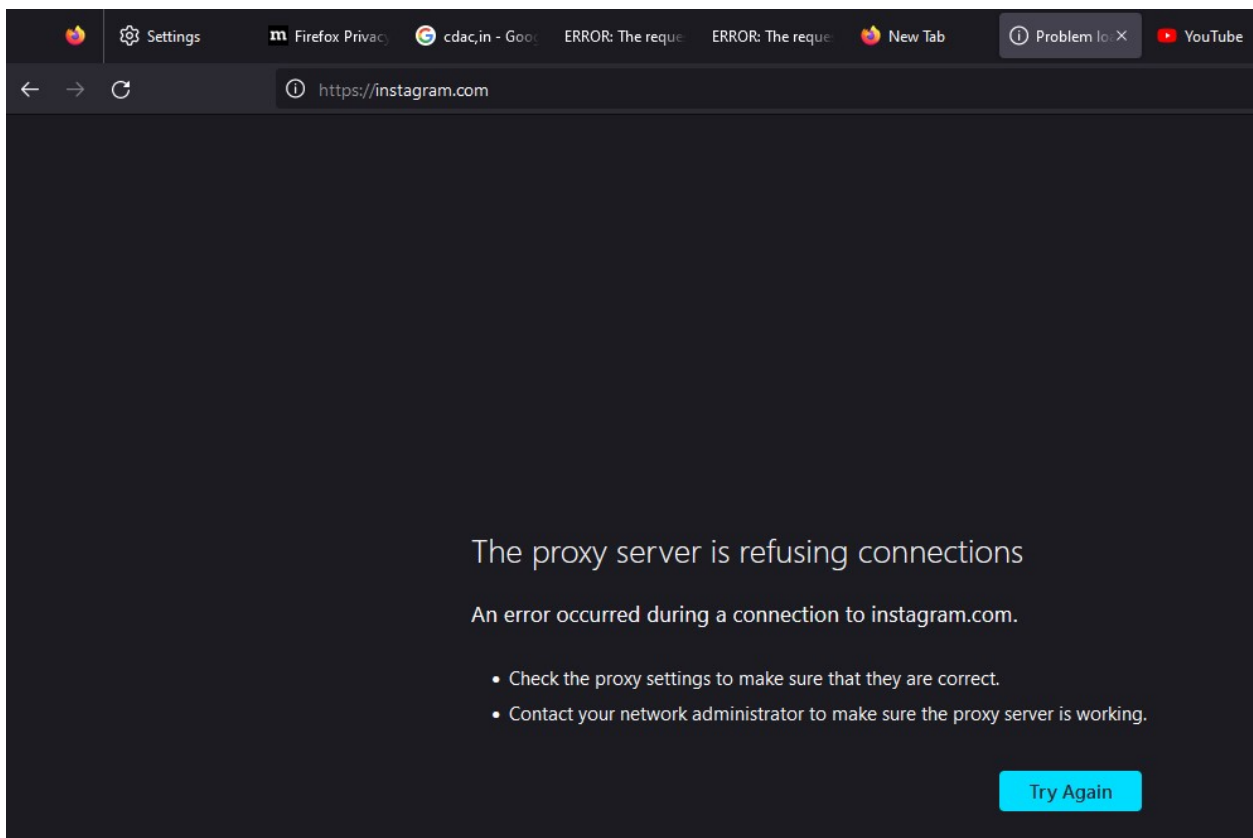 Settings
Firefox Privacy
cdac,in - Goog
ERROR: The reque
ERROR: The reque
New Tab
Problem lo
YouTube
https://instagram.com
The proxy server is refusing connections
An error occurred during a connection to instagram.com.
• Check the proxy settings to make sure that they are correct.
• Contact your network administrator to make sure the proxy server is working.
Try Again